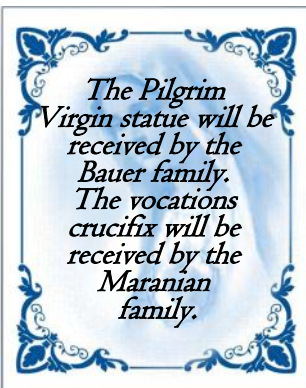 The Pilgrim
Virgin statue will be
received by the
Bauer family.
The vocations
crucifix will be
received by the
Maranian
family.